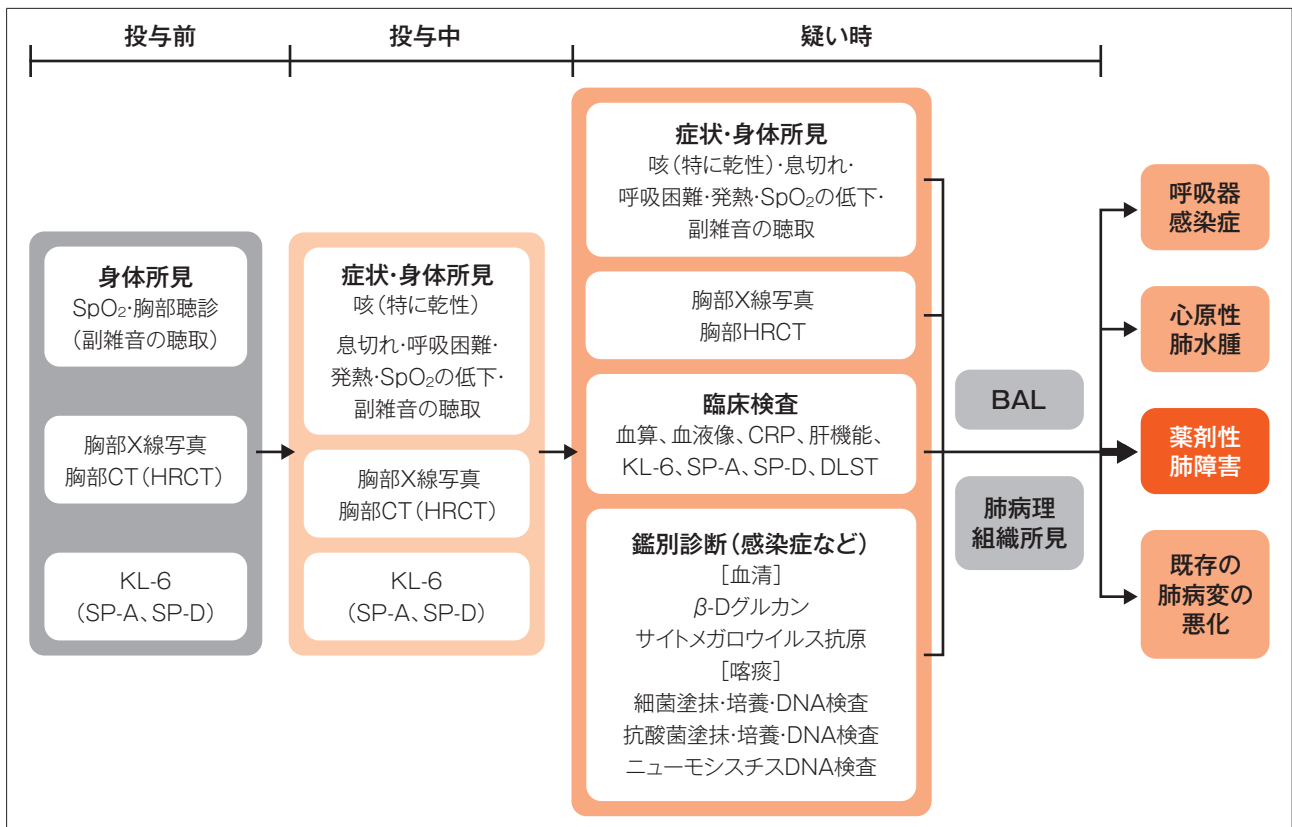 投与前
投与中
疑い時
身体所見
SpO₂・胸部聴診
（副雑音の聴取）
胸部X線写真
胸部CT（HRCT）
KL-6
（SP-A、SP-D）
症状・身体所見
咳（特に乾性）
息切れ・呼吸困難・
発熱・SpO₂の低下・
副雑音の聴取
胸部X線写真
胸部CT（HRCT）
KL-6
（SP-A、SP-D）
症状・身体所見
咳（特に乾性）・息切れ・
呼吸困難・発熱・SpO₂の低下・
副雑音の聴取
胸部X線写真
胸部HRCT
臨床検査
血算、血液像、CRP、肝機能、
KL-6、SP-A、SP-D、DLST
鑑別診断（感染症など）
［血清］
β-Dグルカン
サイトメガロウイルス抗原
［喀痰］
細菌塗抹・培養・DNA検査
抗酸菌塗抹・培養・DNA検査
ニューモシスチスDNA検査
BAL
肺病理
組織所見
呼吸器
感染症
心原性
肺水腫
薬剤性
肺障害
既存の
肺病変の
悪化